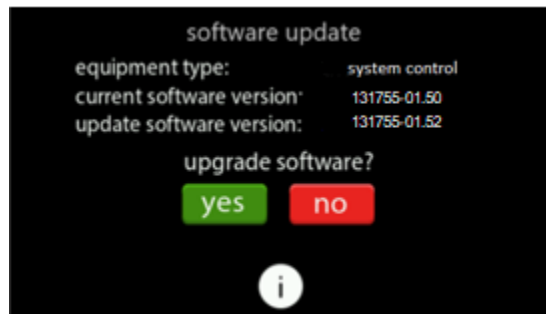 software update
equipment type: system control
current software version: 131755-01.50
update software version: 131755-01.52
upgrade software?
yes no
i